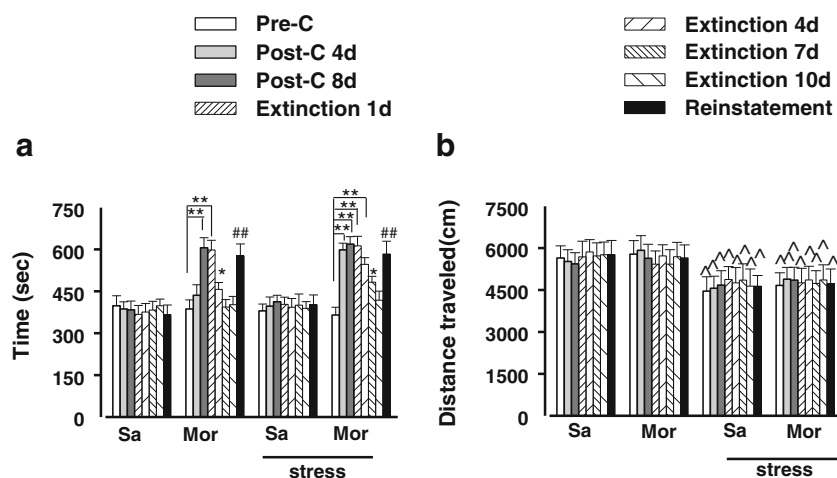 Pre-C
Post-C 4d
Post-C 8d
Extinction 1d
Extinction 4d
Extinction 7d
Extinction 10d
Reinstatement
a
Time (sec)
750
600
450
300
150
0
**
**
*
##
**
**
**
**
*
##
Sa
Mor
Sa
Mor
stress
b
Distance traveled(cm)
7500
6000
4500
3000
1500
0
^^^^^^^^
^^^^^^^^
Sa
Mor
Sa
Mor
stress